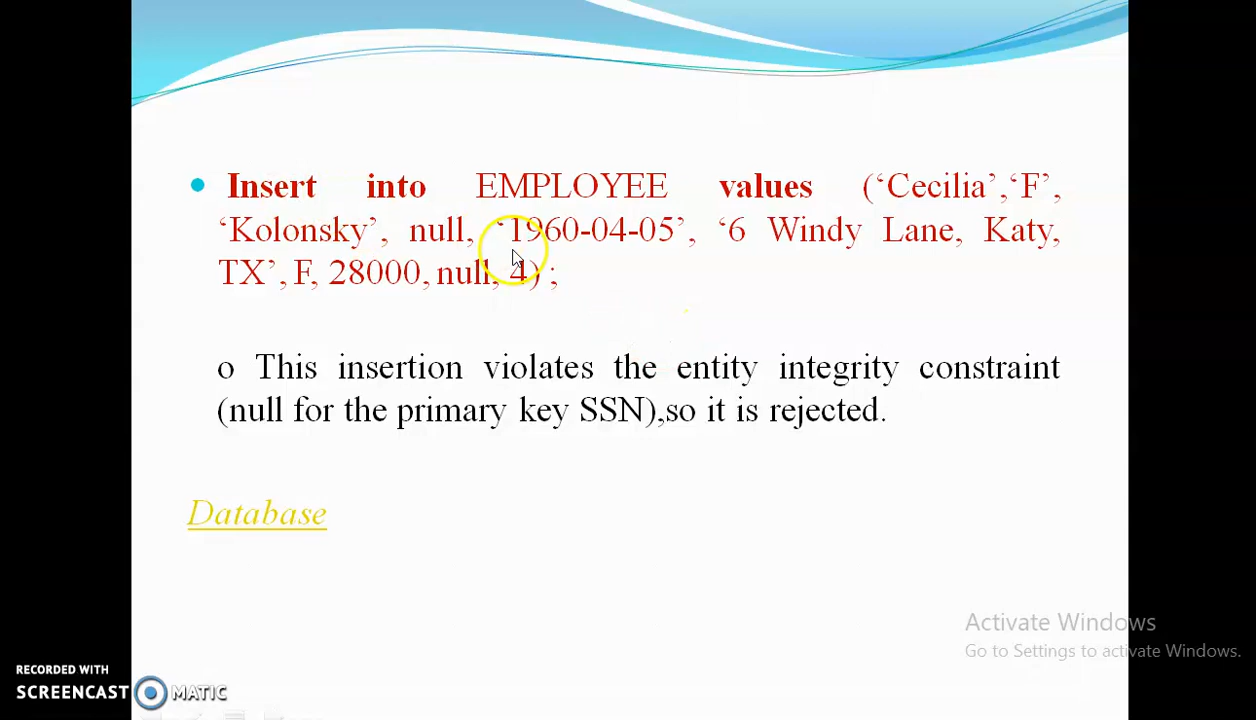 Insert into EMPLOYEE values (‘Cecilia’,‘F’,
‘Kolonsky’, null, ‘1960-04-05’, ‘6 Windy Lane, Katy,
TX’, F, 28000, null, 4) ;
o This insertion violates the entity integrity constraint
(null for the primary key SSN),so it is rejected.
Database
Activate Windows
Go to Settings to activate Windows.
RECORDED WITH
SCREENCAST MATIC